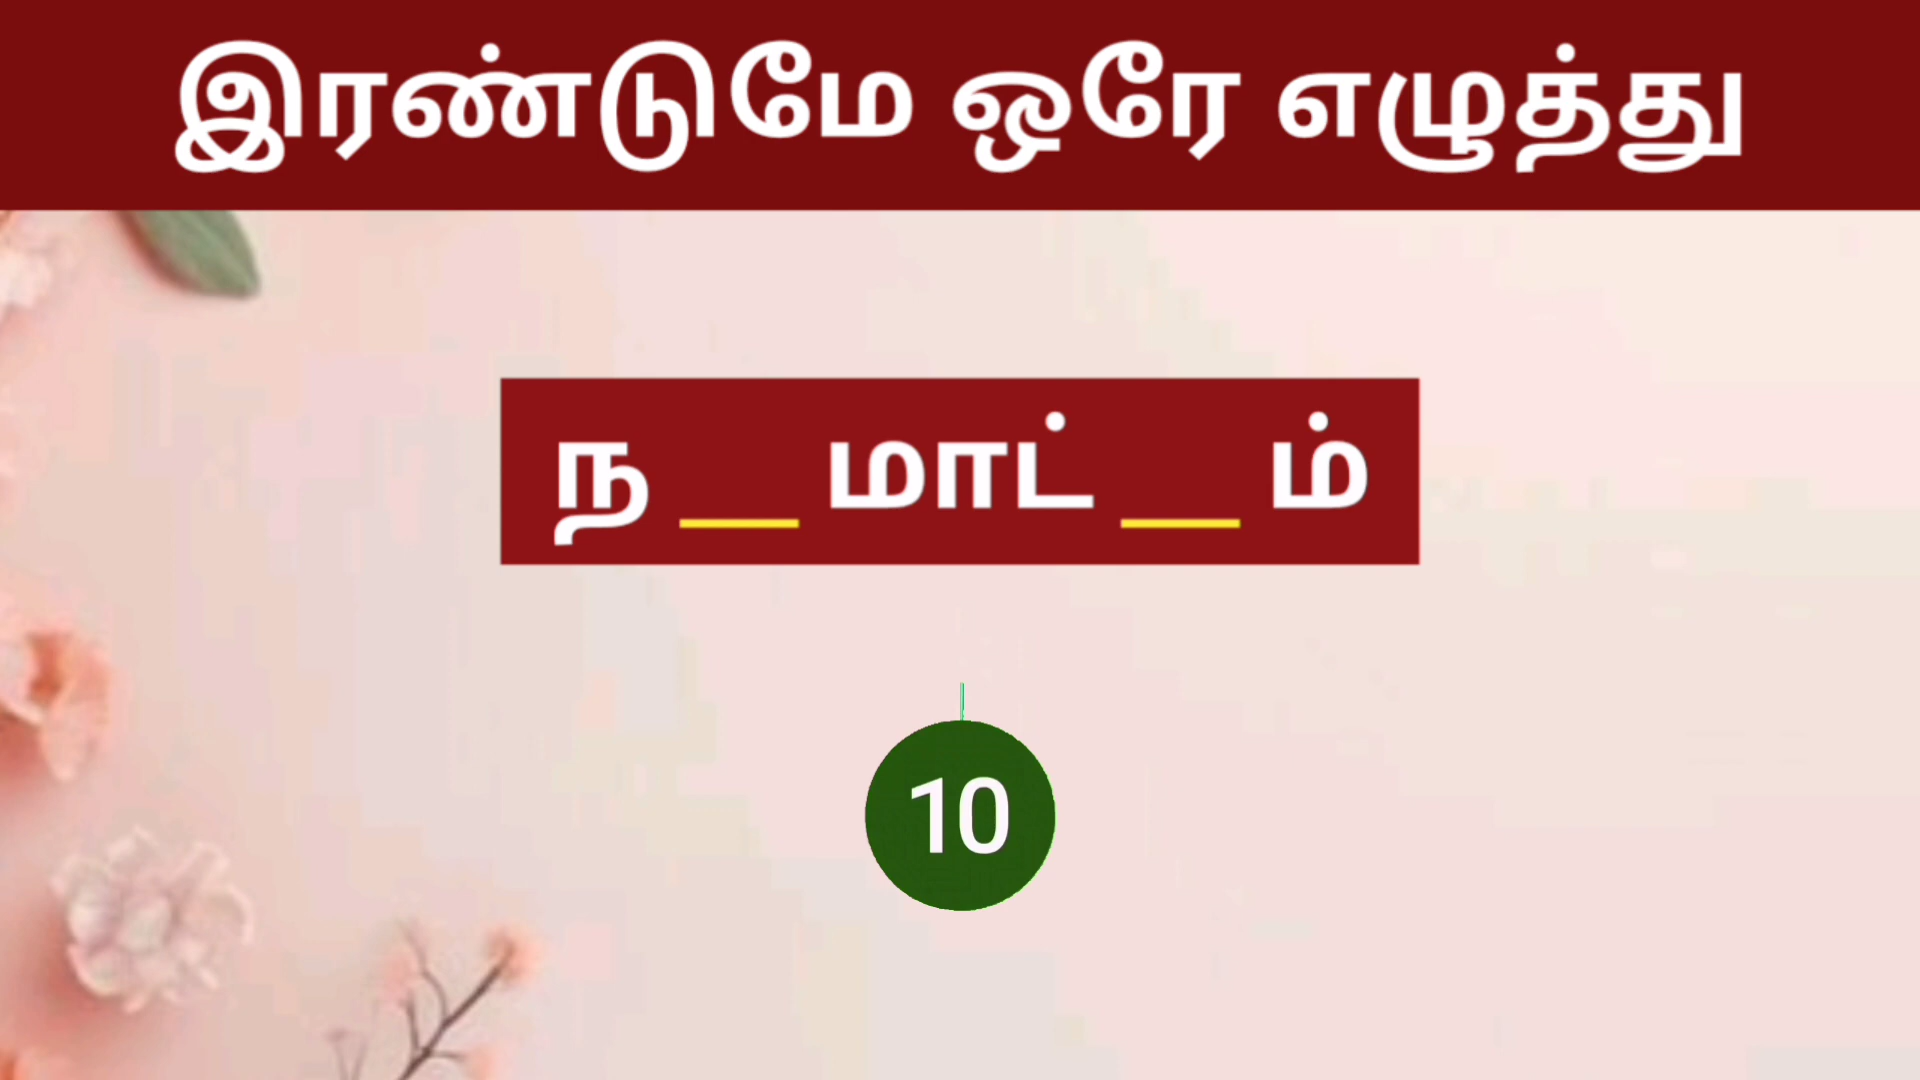 இரண்டுமே ஒரே எழுத்து
ந __ மாட் __ ம்
10